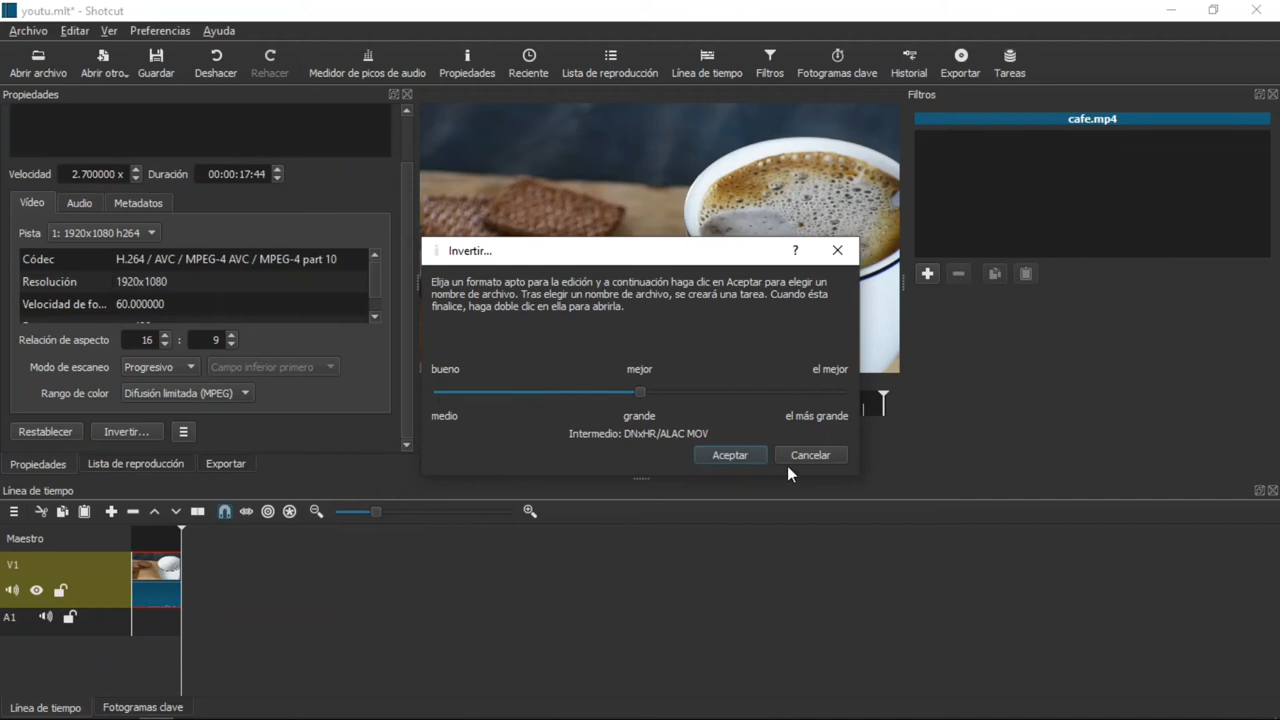 youtu.mlt* - Shotcut
Archivo Editar Ver Preferencias Ayuda
Abrir archivo Abrir otro... Guardar Deshacer Rehacer Medidor de picos de audio Propiedades Reciente Lista de reproducción Línea de tiempo Filtros Fotogramas clave Historial Exportar Tareas
Propiedades
Filtros
cafe.mp4
Velocidad 2.700000 x Duración 00:00:17:44
Vídeo Audio Metadatos
Pista 1: 1920x1080 h264
Códec H.264 / AVC / MPEG-4 AVC / MPEG-4 part 10
Resolución 1920x1080
Velocidad de fo... 60.000000
Relación de aspecto 16 : 9
Modo de escaneo Progresivo Campo inferior primero
Rango de color Difusión limitada (MPEG)
Restablecer Invertir...
Propiedades Lista de reproducción Exportar
Invertir... ?
Elija un formato apto para la edición y a continuación haga clic en Aceptar para elegir un
nombre de archivo. Tras elegir un nombre de archivo, se creará una tarea. Cuando ésta
finalice, haga doble clic en ella para abrirla.
bueno mejor el mejor
medio grande el más grande
Intermedio: DNxHR/ALAC MOV
Aceptar Cancelar
Línea de tiempo
Maestro
V1
A1
Línea de tiempo Fotogramas clave